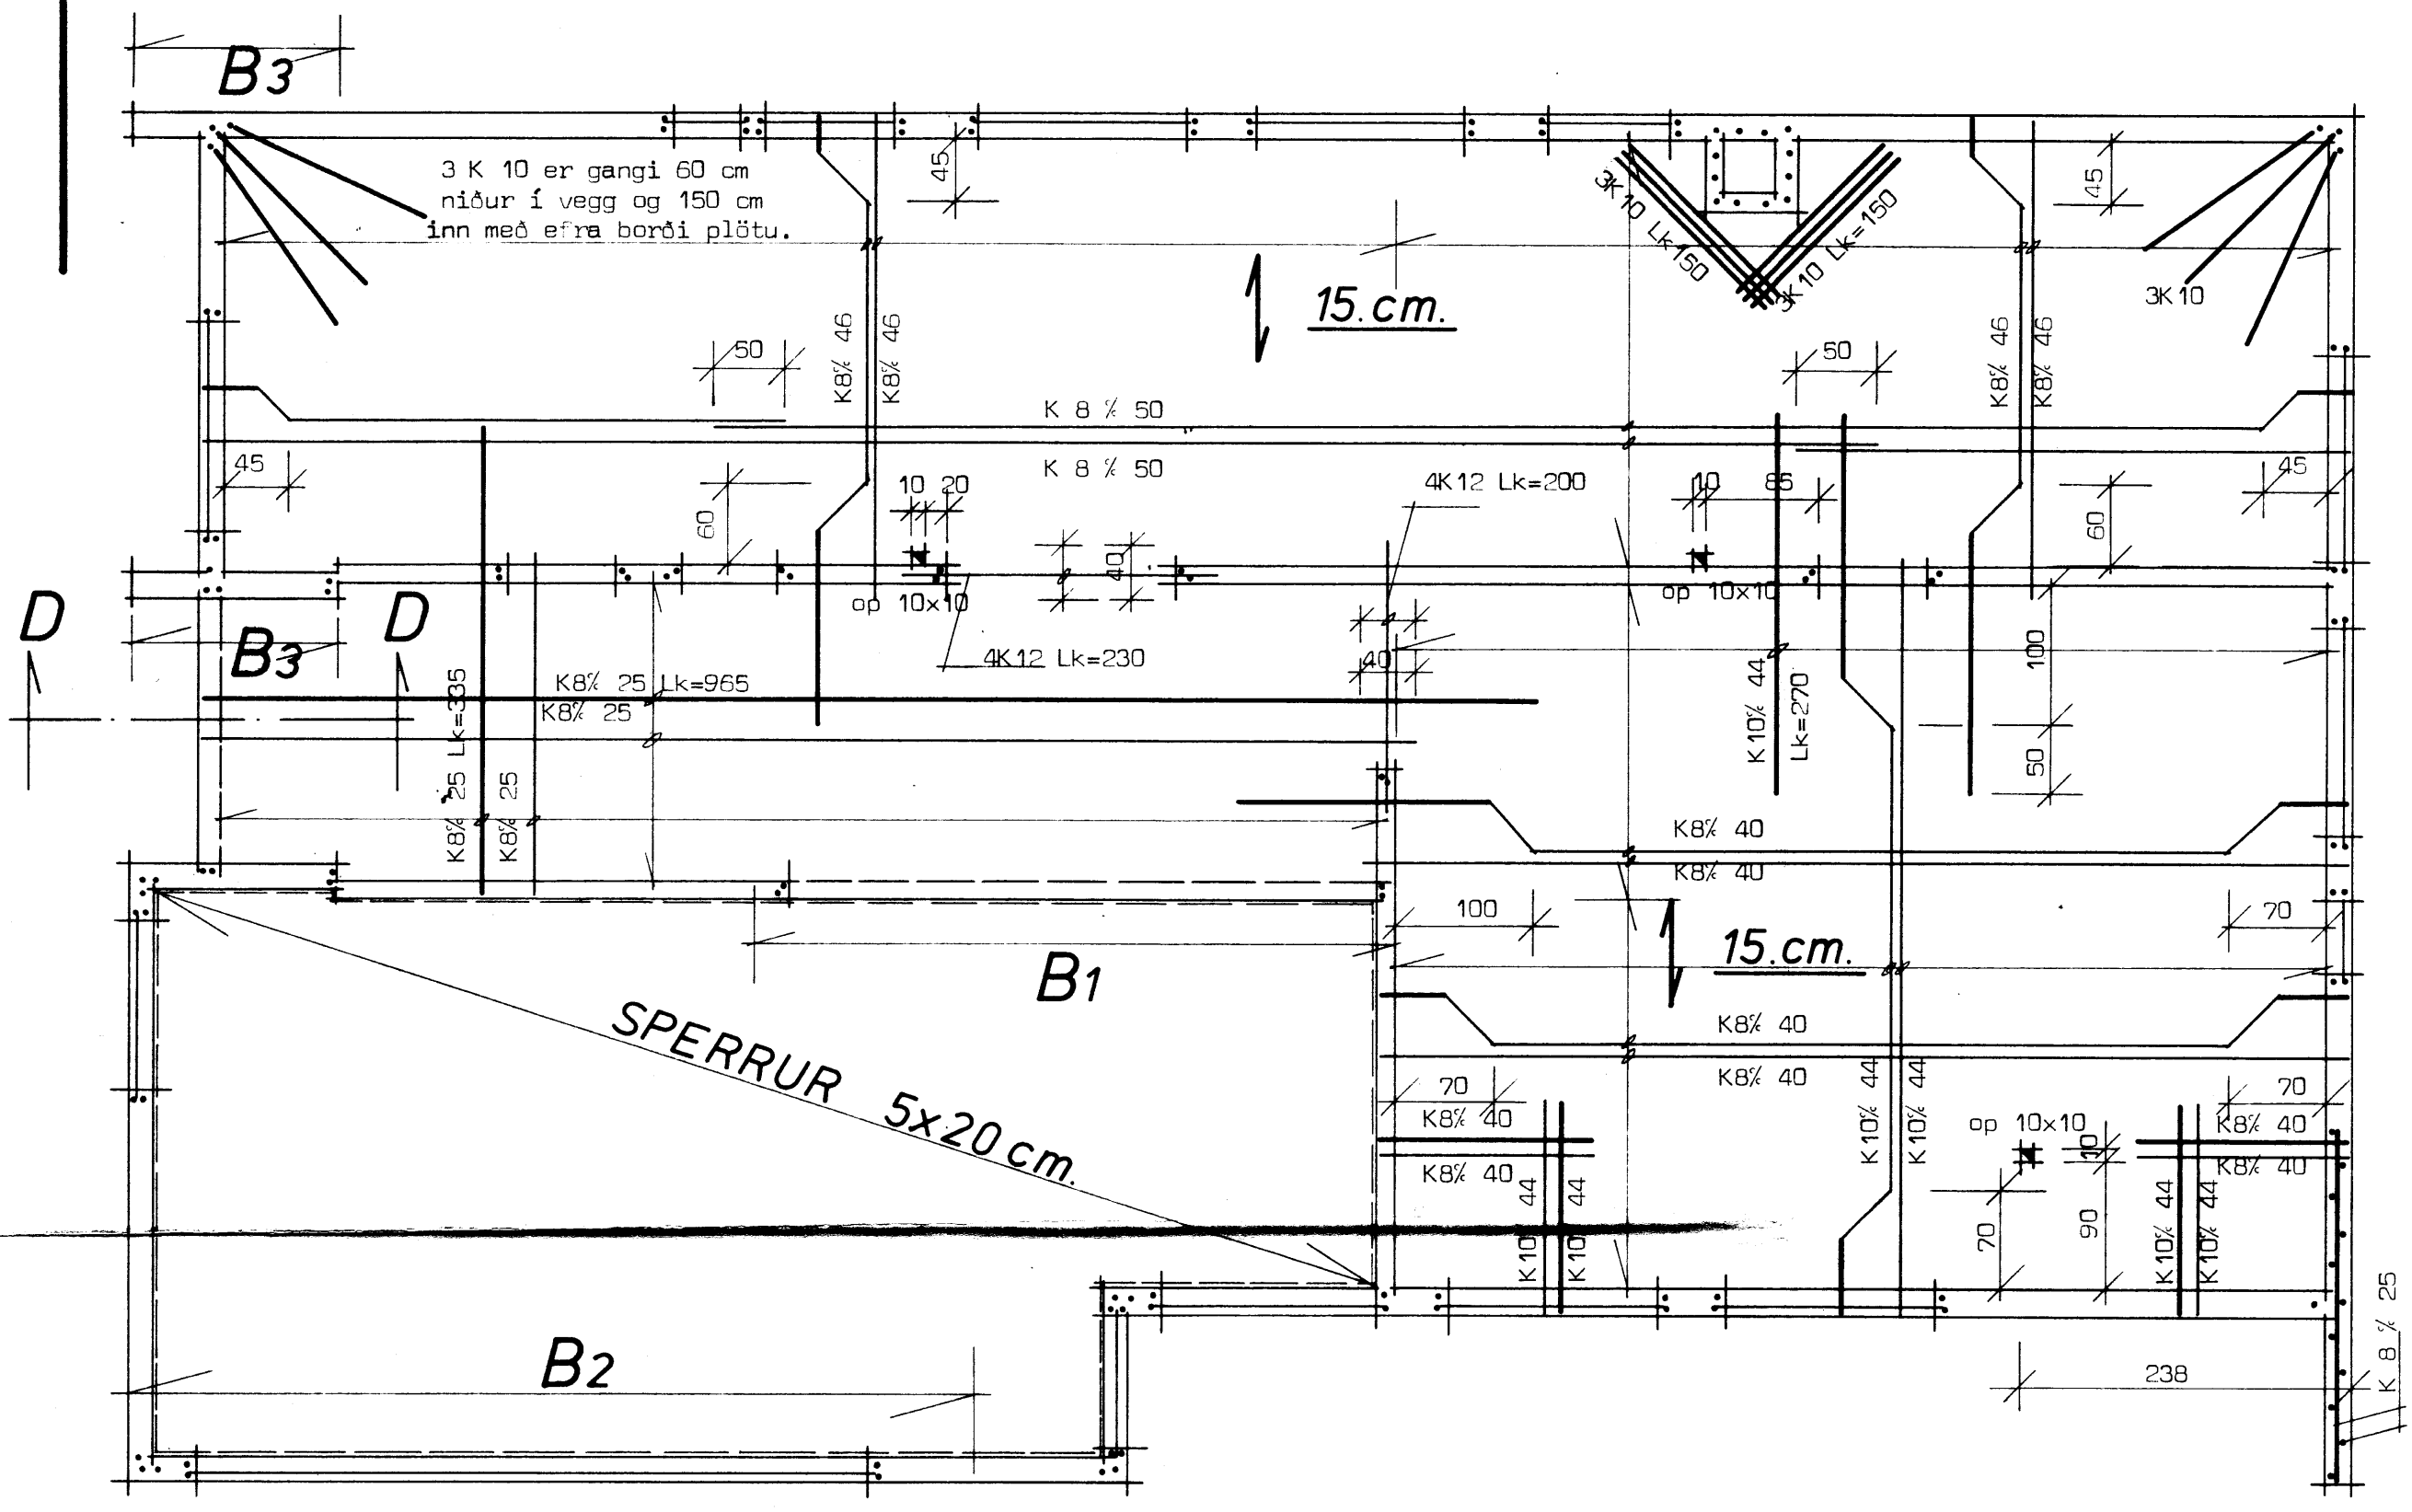 B3
3 K 10 er gangi 60 cm
niður í vegg og 150 cm
inn með efra borði plötu.
45
3K10 Lk=150
3K10 Lk=150
45
3K10
15.cm.
50
K8% 46
K8% 46
50
K8% 46
K8% 46
K 8 % 50
K 8 % 50
45
60
10 20
4K12 Lk=200
10 85
45
60
40
op 10x10
op 10x10
D
D
B3
4K12 Lk=230
40
100
K8% 25 Lk=965
K8% 25
K8% 25 Lk=335
K8% 25
K10% 44
Lk=270
50
K8% 40
K8% 40
100
70
B1
15.cm.
SPERRUR 5x20 cm.
K8% 40
K8% 40
70
70
K8% 40
K8% 40
K10% 44
K10% 44
K10% 44
K10% 44
op 10x10
10
K8% 40
K8% 40
70
90
K10% 44
K10% 44
B2
238
K 8 % 25